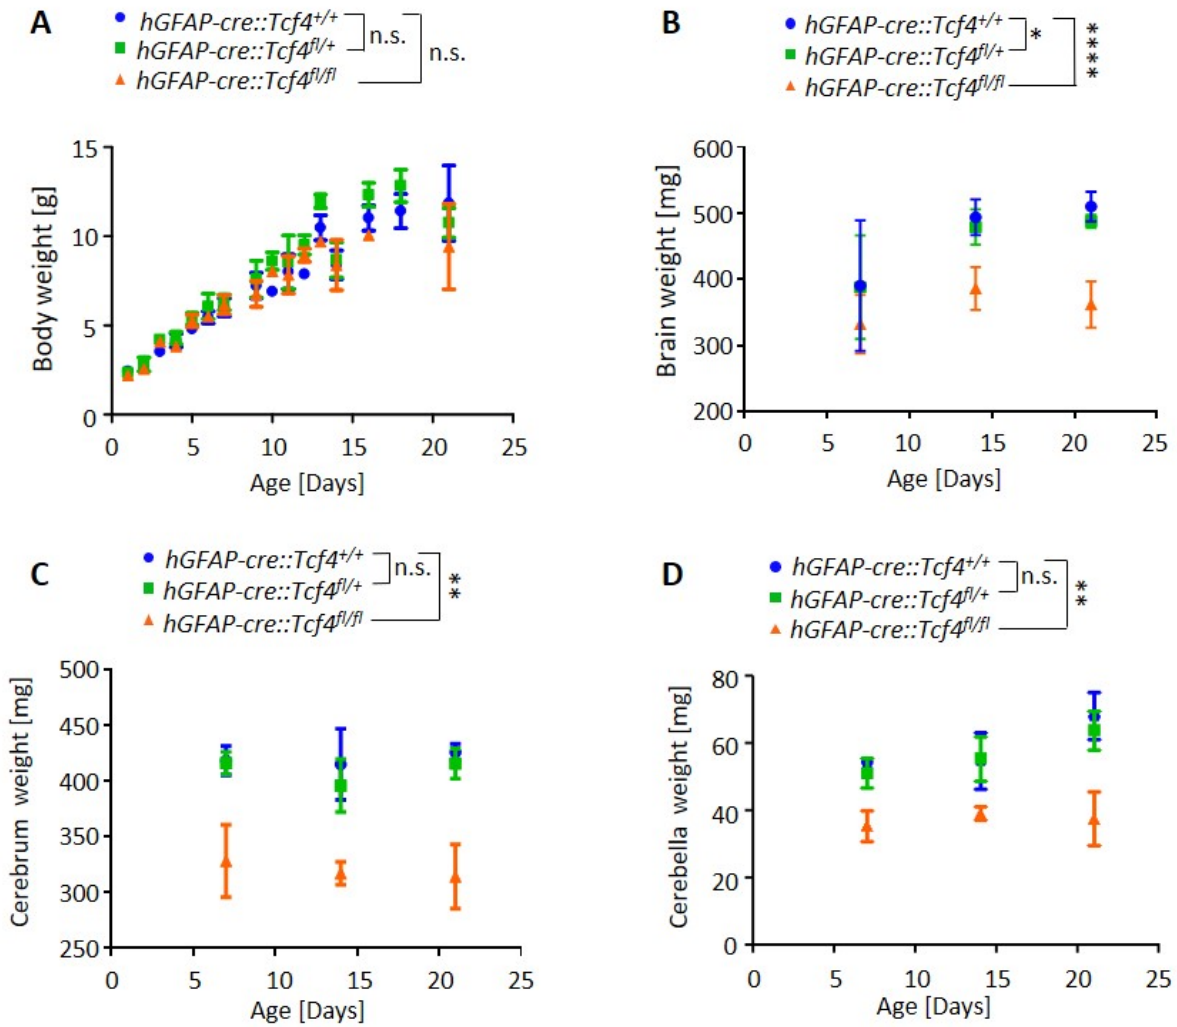 A
hGFAP-cre::Tcf4+/+
hGFAP-cre::Tcf4fl/+
hGFAP-cre::Tcf4fl/fl
n.s.
n.s.
Body weight [g]
15
10
5
0
0 5 10 15 20 25
Age [Days]
B
hGFAP-cre::Tcf4+/+
hGFAP-cre::Tcf4fl/+
hGFAP-cre::Tcf4fl/fl
*
****
Brain weight [mg]
600
500
400
300
200
0 5 10 15 20 25
Age [Days]
C
hGFAP-cre::Tcf4+/+
hGFAP-cre::Tcf4fl/+
hGFAP-cre::Tcf4fl/fl
n.s.
**
Cerebrum weight [mg]
500
450
400
350
300
250
0 5 10 15 20 25
Age [Days]
D
hGFAP-cre::Tcf4+/+
hGFAP-cre::Tcf4fl/+
hGFAP-cre::Tcf4fl/fl
n.s.
**
Cerebella weight [mg]
80
60
40
20
0
0 5 10 15 20 25
Age [Days]